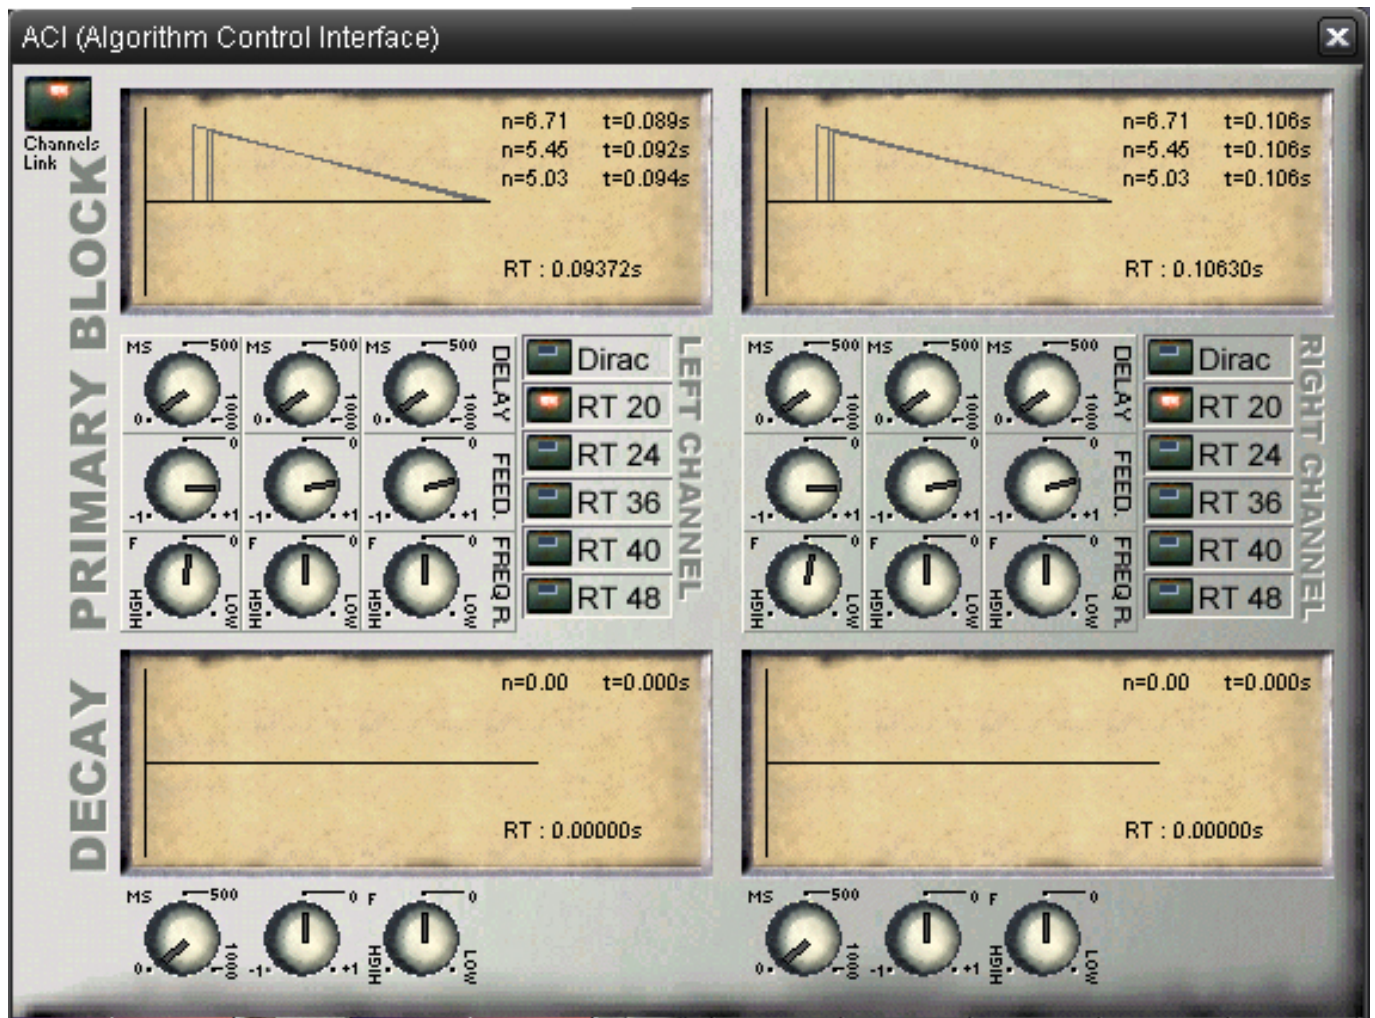 ACI (Algorithm Control Interface)
Channels
Link
PRIMARY BLOCK
n=6.71 t=0.089s
n=5.45 t=0.092s
n=5.03 t=0.094s
RT : 0.09372s
n=6.71 t=0.106s
n=5.45 t=0.106s
n=5.03 t=0.106s
RT : 0.10630s
MS 500 MS 500 MS 500
0 1000 0 1000 0 1000
DELAY
0 0 0
-1 +1 -1 +1 -1 +1
FEED.
F 0 F 0 F 0
HIGH LOW HIGH LOW HIGH LOW
FREQ R.
Dirac
RT 20
RT 24
RT 36
RT 40
RT 48
LEFT CHANNEL
MS 500 MS 500 MS 500
0 1000 0 1000 0 1000
DELAY
0 0 0
-1 +1 -1 +1 -1 +1
FEED.
F 0 F 0 F 0
HIGH LOW HIGH LOW HIGH LOW
FREQ R.
Dirac
RT 20
RT 24
RT 36
RT 40
RT 48
RIGHT CHANNEL
DECAY
n=0.00 t=0.000s
RT : 0.00000s
n=0.00 t=0.000s
RT : 0.00000s
MS 500 0 F 0
0 1000 -1 +1 HIGH LOW
MS 500 0 F 0
0 1000 -1 +1 HIGH LOW